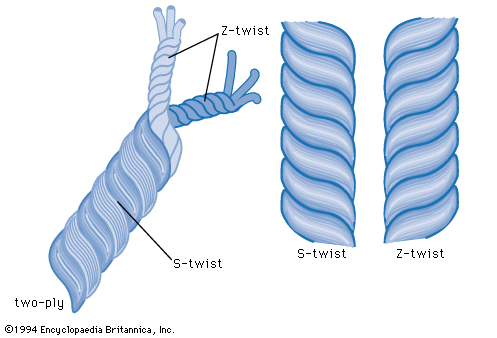 Z-twist
S-twist
two-ply
S-twist
Z-twist
©1994 Encyclopaedia Britannica, Inc.